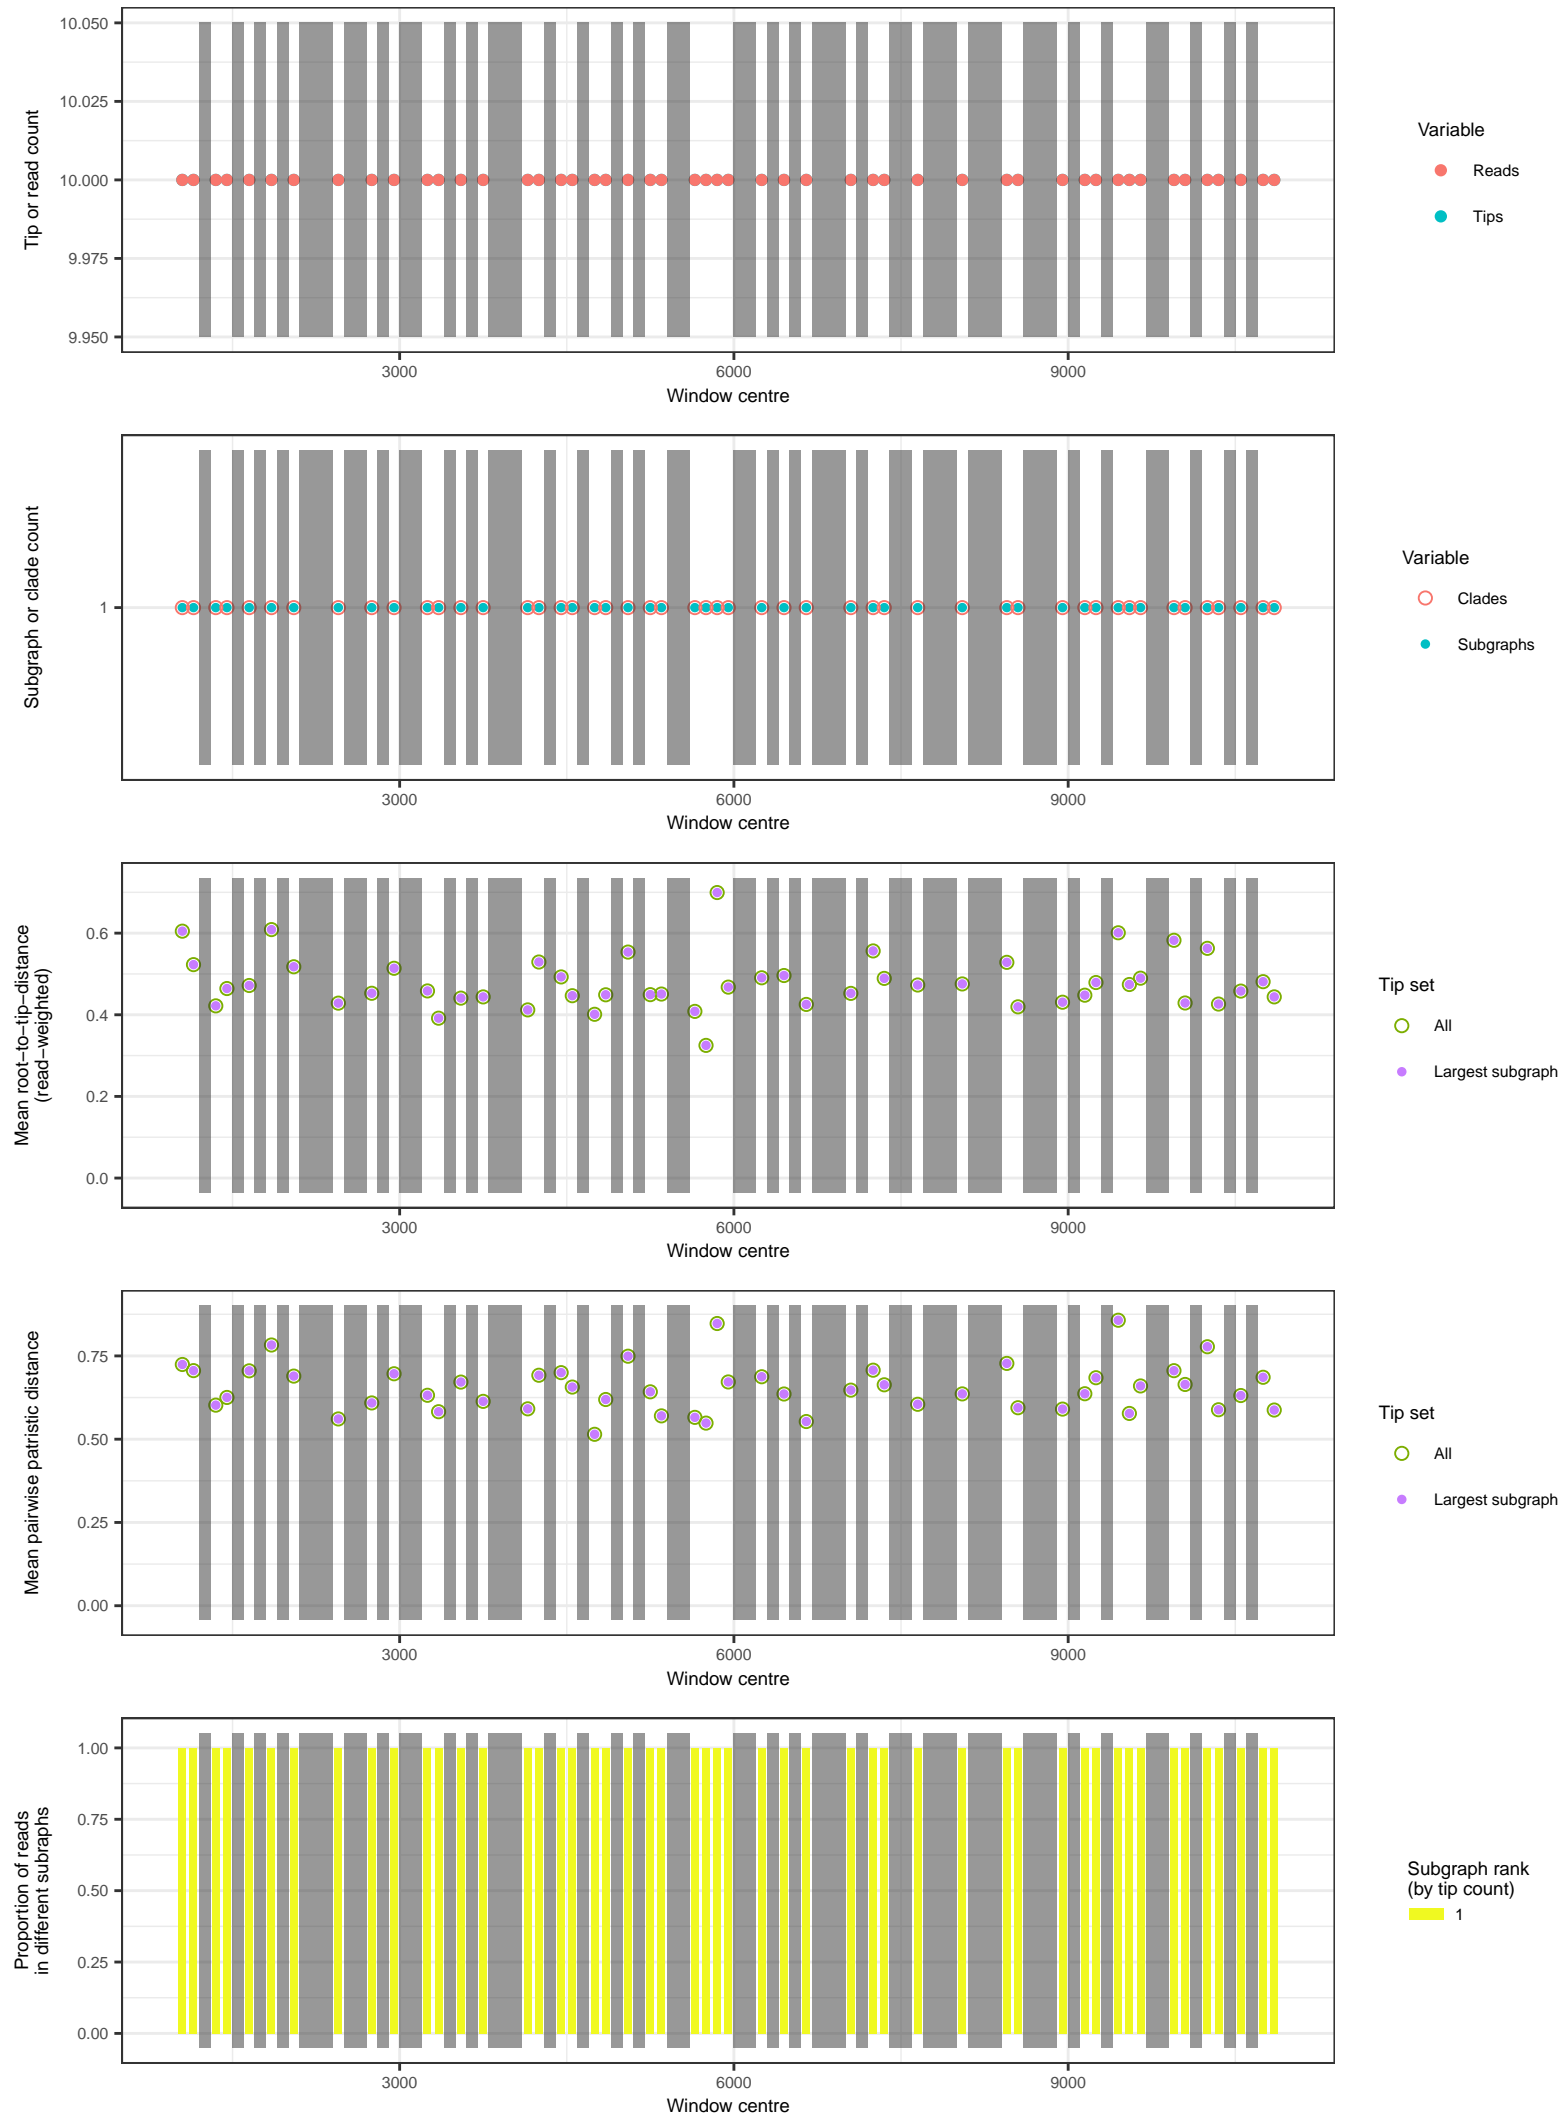 10.050
10.025
10.000
9.975
9.950
Tip or read count
3000 6000 9000
Window centre
Variable
Reads
Tips
1
Subgraph or clade count
3000 6000 9000
Window centre
Variable
Clades
Subgraphs
0.6
0.4
0.2
0.0
Mean root−to−tip−distance
(read−weighted)
3000 6000 9000
Window centre
Tip set
All
Largest subgraph
0.75
0.50
0.25
0.00
Mean pairwise patristic distance
3000 6000 9000
Window centre
Tip set
All
Largest subgraph
1.00
0.75
0.50
0.25
0.00
Proportion of reads
in different subraphs
3000 6000 9000
Window centre
Subgraph rank
(by tip count)
1